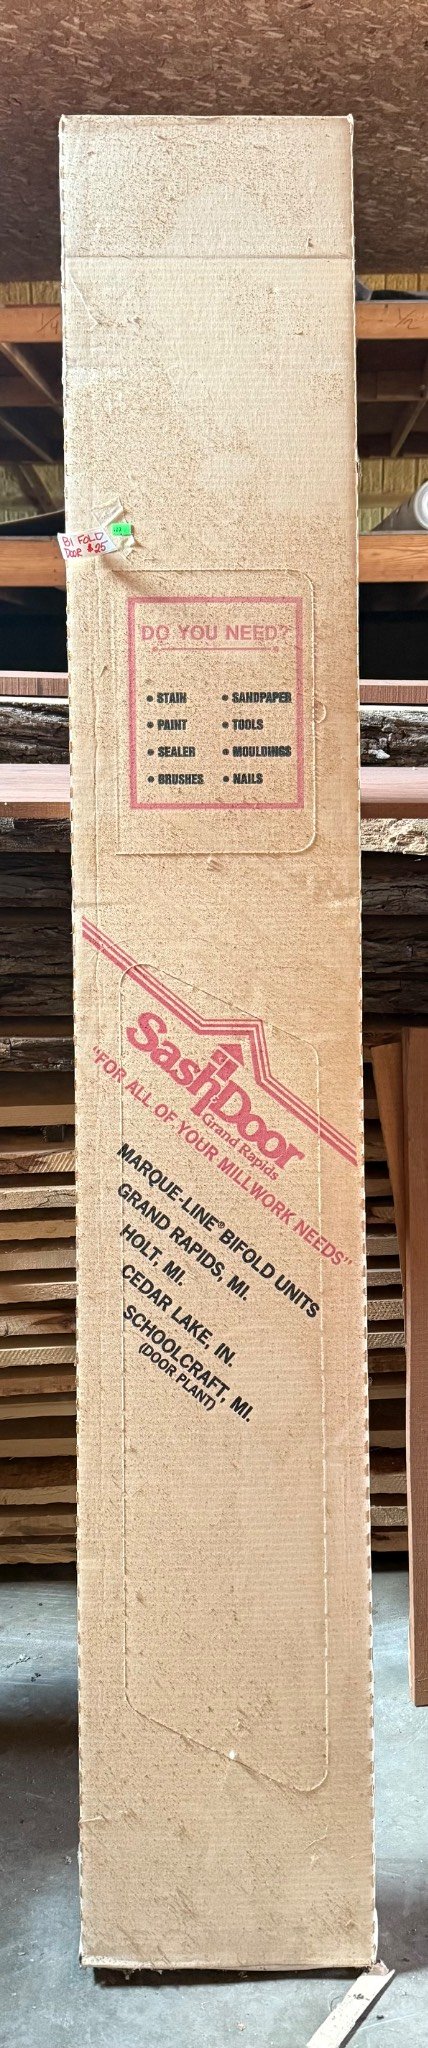 BI FOLD
DOOR $25
DO YOU NEED?
• STAIN
• PAINT
• SEALER
• BRUSHES
• SANDPAPER
• TOOLS
• MOULDINGS
• NAILS
Sash Door
Grand Rapids
"FOR ALL OF YOUR MILLWORK NEEDS"
MARQUE-LINE® BIFOLD UNITS
GRAND RAPIDS, MI.
HOLT, MI.
CEDAR LAKE, IN.
SCHOOLCRAFT, MI.
(DOOR PLANT)